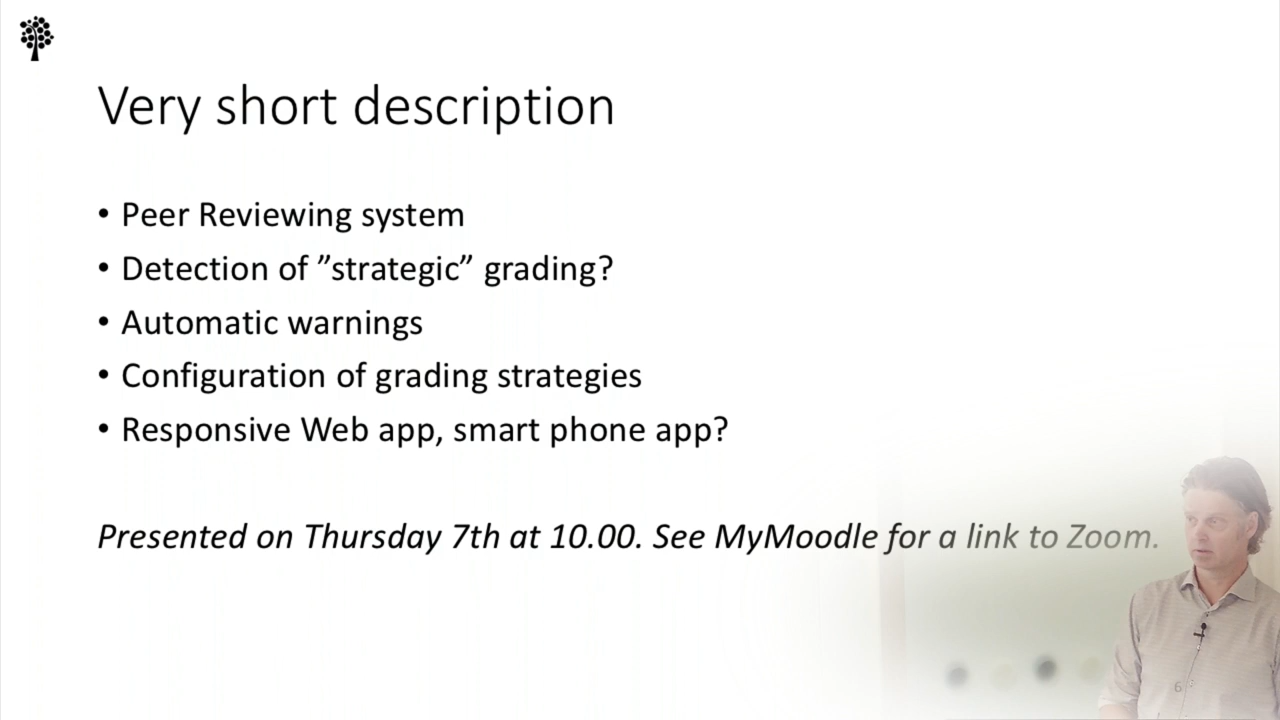 Very short description
• Peer Reviewing system
• Detection of ”strategic” grading?
• Automatic warnings
• Configuration of grading strategies
• Responsive Web app, smart phone app?
Presented on Thursday 7th at 10.00. See MyMoodle for a link to Zoom.
6